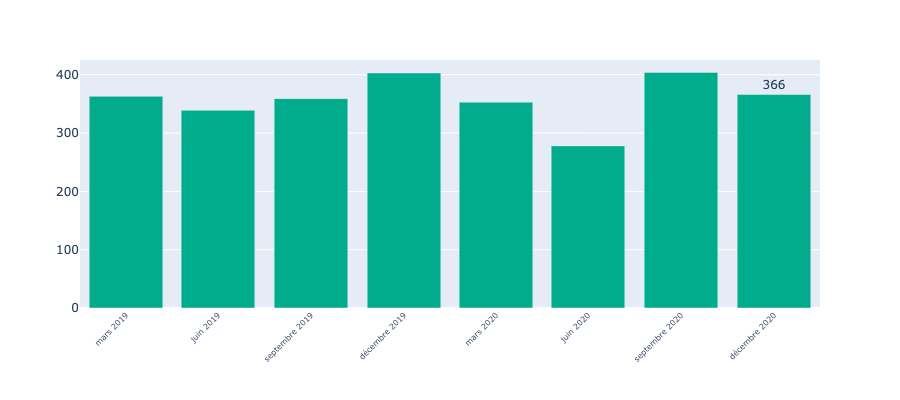 400
300
200
100
0
366
mars 2019
juin 2019
septembre 2019
décembre 2019
mars 2020
juin 2020
septembre 2020
décembre 2020